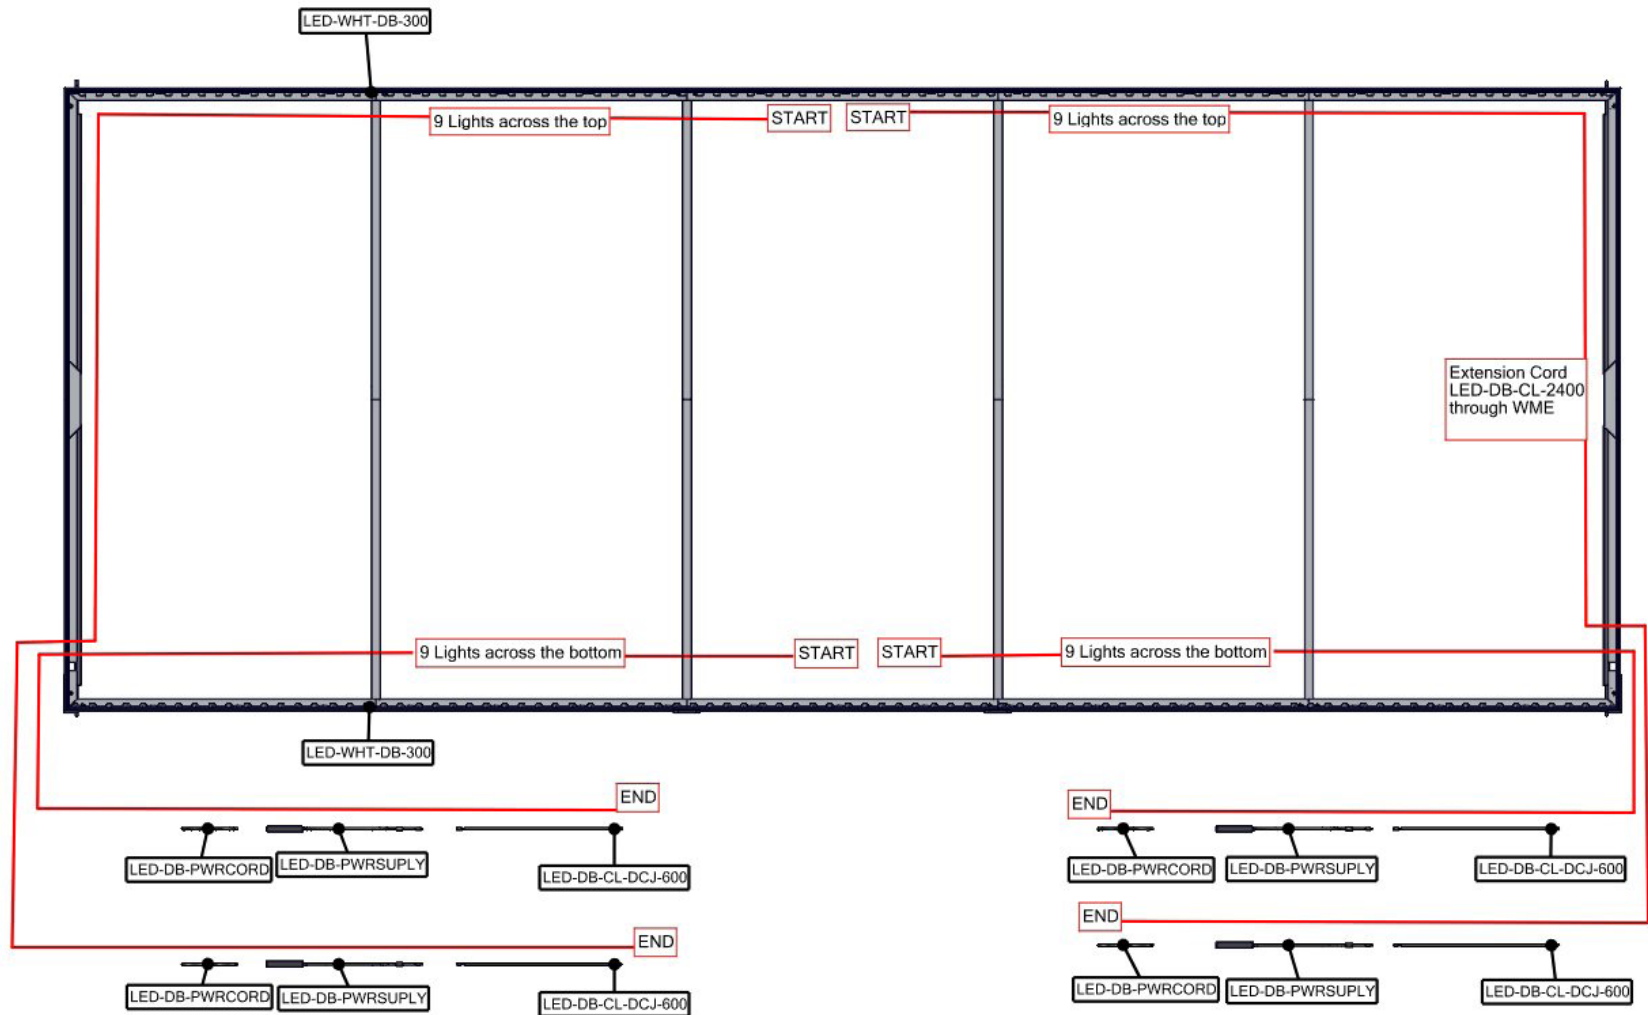 LED-WHT-DB-300
9 Lights across the top
START
START
9 Lights across the top
Extension Cord
LED-DB-CL-2400
through WME
9 Lights across the bottom
START
START
9 Lights across the bottom
LED-WHT-DB-300
END
END
LED-DB-PWRCORD
LED-DB-PWRSUPLY
LED-DB-CL-DCJ-600
LED-DB-PWRCORD
LED-DB-PWRSUPLY
LED-DB-CL-DCJ-600
END
END
LED-DB-PWRCORD
LED-DB-PWRSUPLY
LED-DB-CL-DCJ-600
LED-DB-PWRCORD
LED-DB-PWRSUPLY
LED-DB-CL-DCJ-600